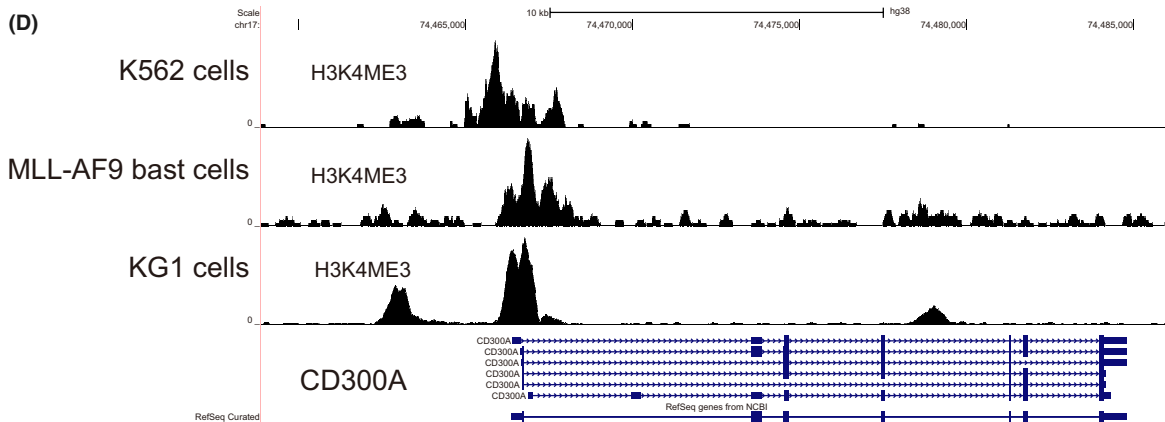 (D)
Scale 10 kb hg38
chr17: 74,465,000 74,470,000 74,475,000 74,480,000 74,485,000
K562 cells H3K4ME3
0
MLL-AF9 bast cells H3K4ME3
0
KG1 cells H3K4ME3
0
CD300A
CD300A
CD300A
CD300A
CD300A
CD300A
CD300A
RefSeq genes from NCBI
RefSeq Curated